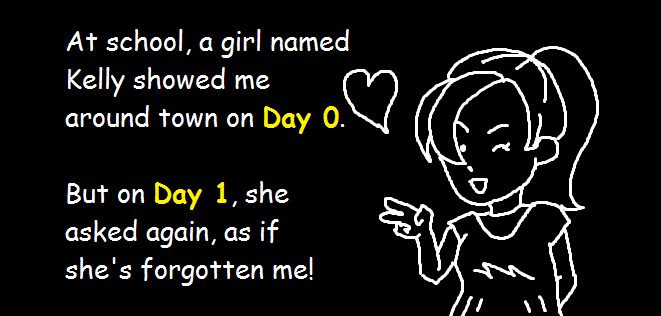 At school, a girl named
Kelly showed me
around town on Day 0.
But on Day 1, she
asked again, as if
she's forgotten me!